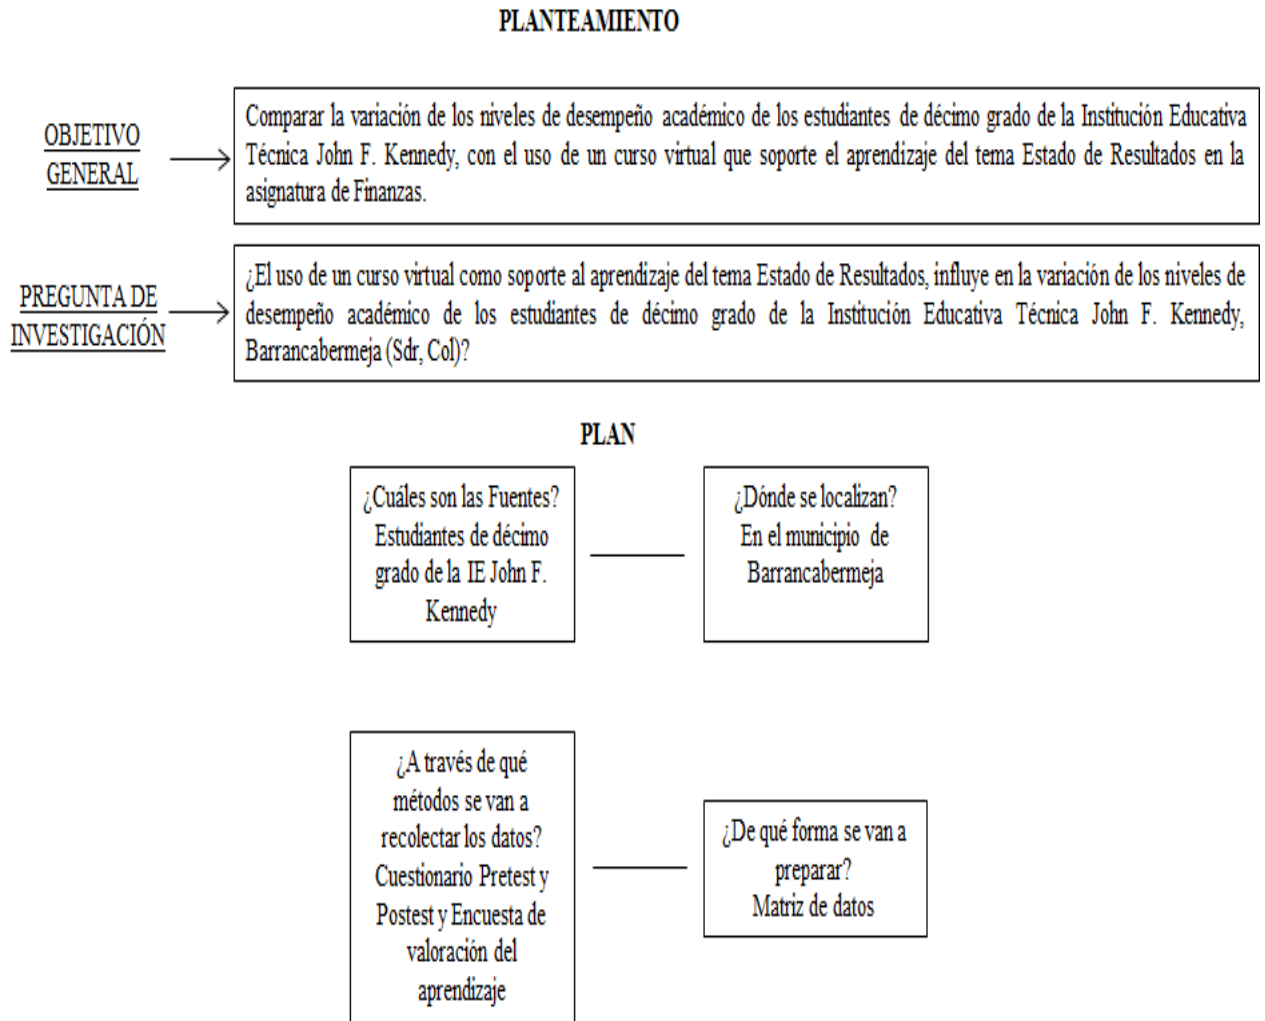 PLANTEAMIENTO
OBJETIVO
GENERAL
Comparar la variación de los niveles de desempeño académico de los estudiantes de décimo grado de la Institución Educativa
Técnica John F. Kennedy, con el uso de un curso virtual que soporte el aprendizaje del tema Estado de Resultados en la
asignatura de Finanzas.
PREGUNTA DE
INVESTIGACIÓN
¿El uso de un curso virtual como soporte al aprendizaje del tema Estado de Resultados, influye en la variación de los niveles de
desempeño académico de los estudiantes de décimo grado de la Institución Educativa Técnica John F. Kennedy,
Barrancabermeja (Sdr, Col)?
PLAN
¿Cuáles son las Fuentes?
Estudiantes de décimo
grado de la IE John F.
Kennedy
¿Dónde se localizan?
En el municipio de
Barrancabermeja
¿A través de qué
métodos se van a
recolectar los datos?
Cuestionario Pretest y
Postest y Encuesta de
valoración del
aprendizaje
¿De qué forma se van a
preparar?
Matriz de datos